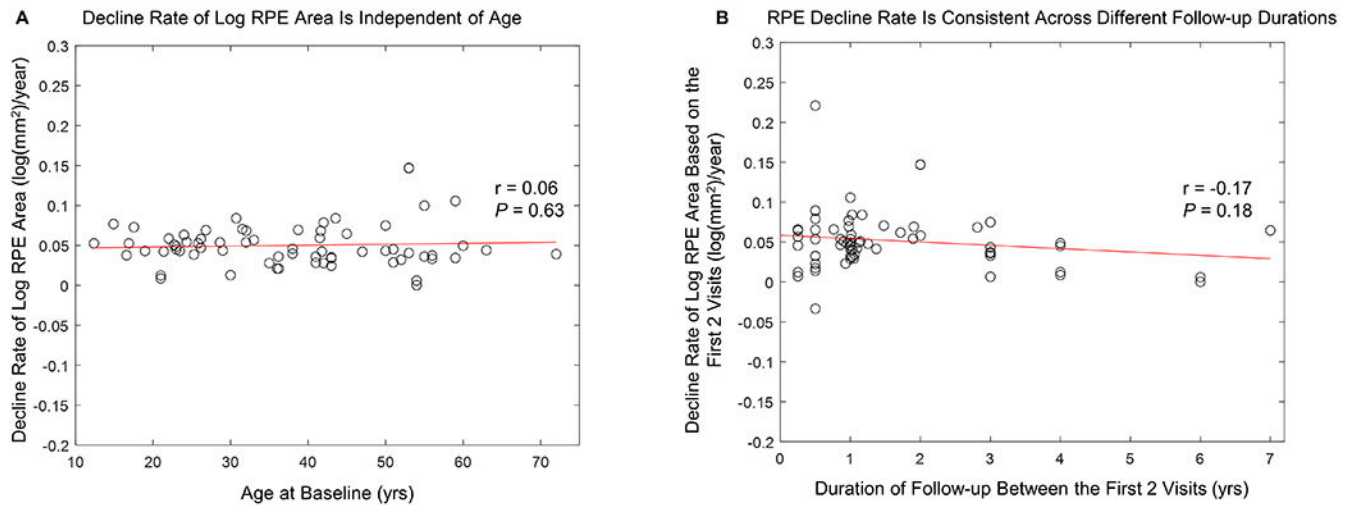 A Decline Rate of Log RPE Area Is Independent of Age
Decline Rate of Log RPE Area (log(mm²)/year)
0.3
0.25
0.2
0.15
0.1
0.05
0
-0.05
-0.1
-0.15
-0.2
10 20 30 40 50 60 70
Age at Baseline (yrs)
r = 0.06
P = 0.63
B RPE Decline Rate Is Consistent Across Different Follow-up Durations
Decline Rate of Log RPE Area Based on the
First 2 Visits (log(mm²)/year)
0.3
0.25
0.2
0.15
0.1
0.05
0
-0.05
-0.1
-0.15
-0.2
0 1 2 3 4 5 6 7
Duration of Follow-up Between the First 2 Visits (yrs)
r = -0.17
P = 0.18